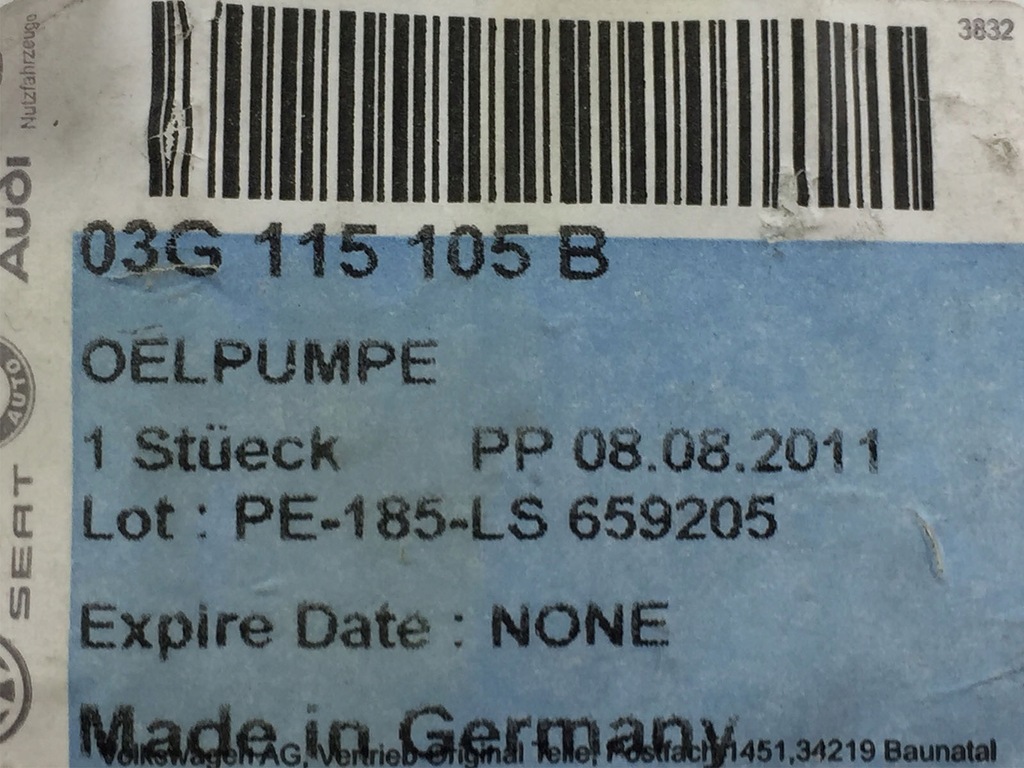 3832
03G 115 105 B
OELPUMPE
1 Stüeck PP 08.08.2011
Lot : PE-185-LS 659205
Expire Date : NONE
Made in Germany
Volkswagen AG, Vertrieb Original Teile, Postfach 1451,34219 Baunatal
Nutzfahrzeuge
AUDI
AUTO
SEAT